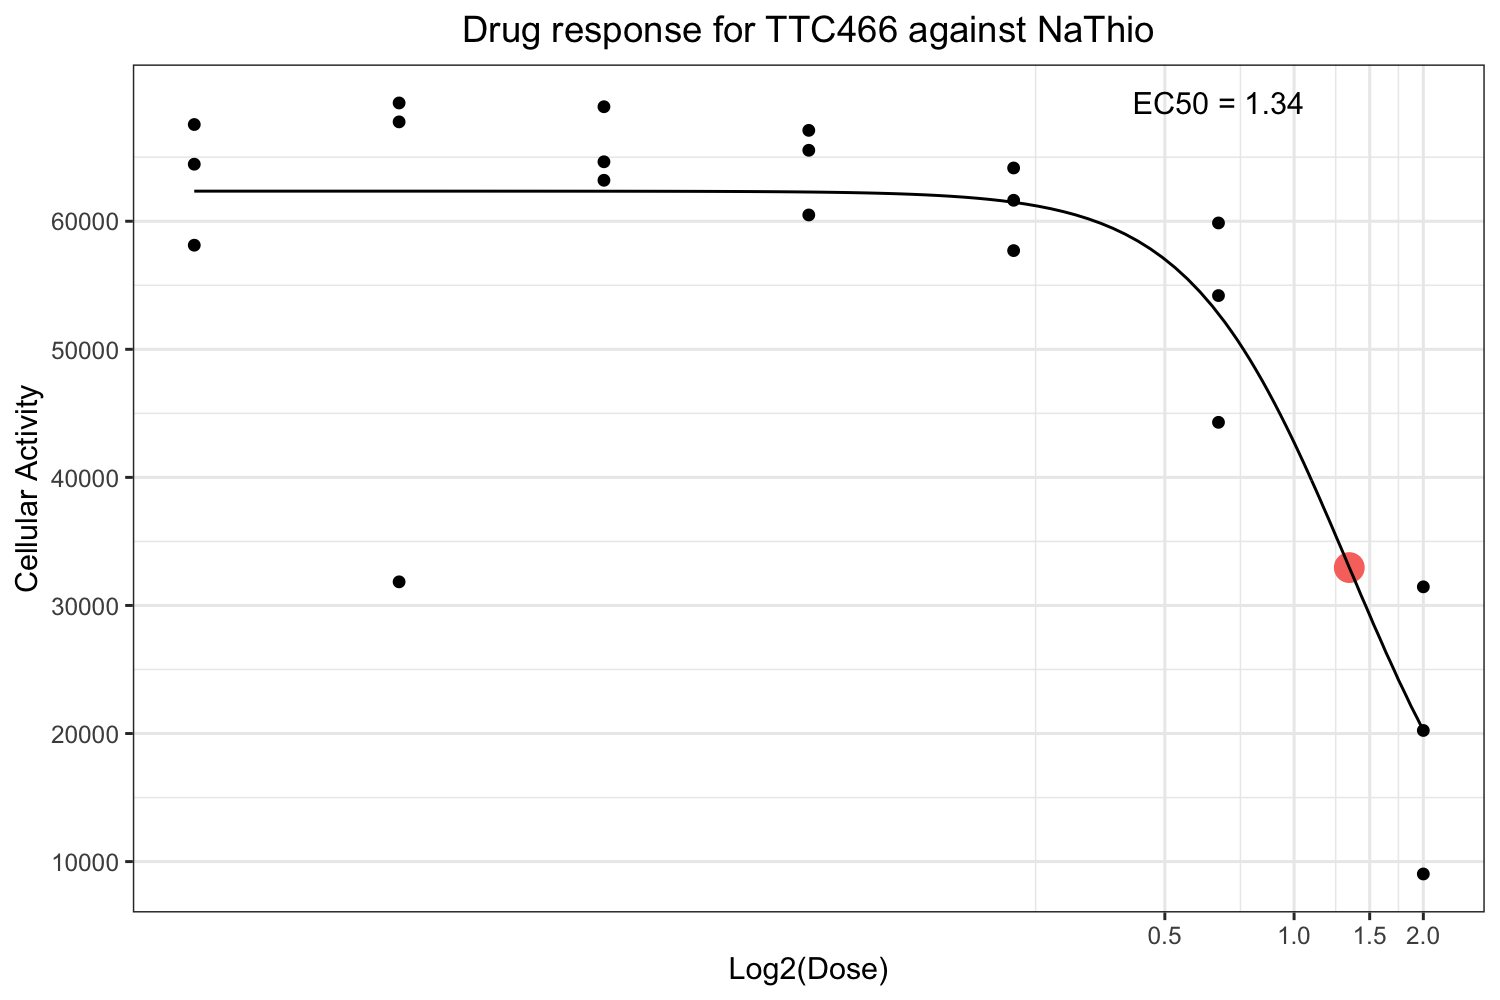 Drug response for TTC466 against NaThio
EC50 = 1.34
Cellular Activity
60000
50000
40000
30000
20000
10000
0.5 1.0 1.5 2.0
Log2(Dose)